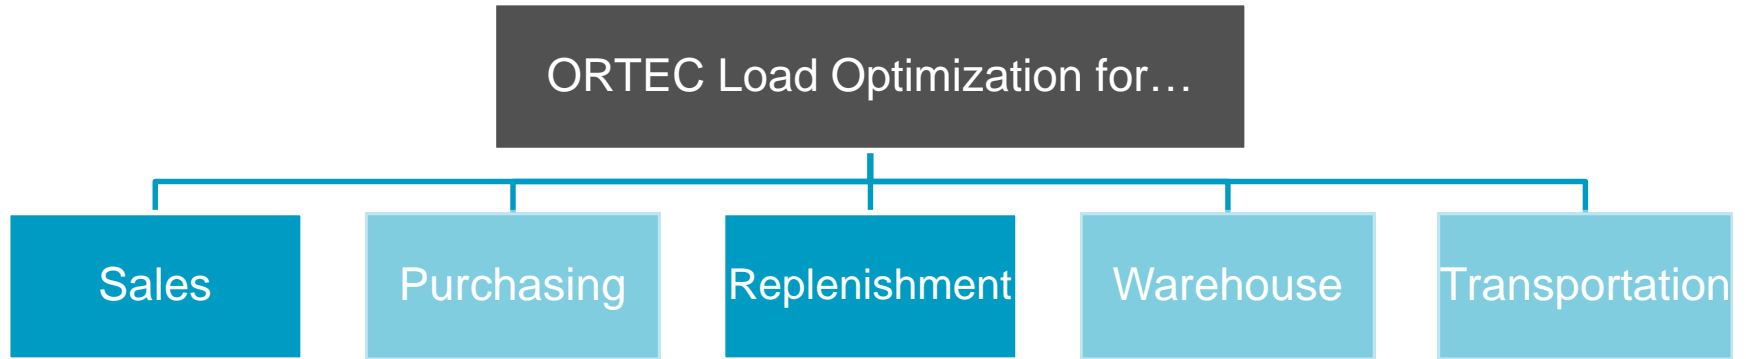 ORTEC Load Optimization for…
Sales
Purchasing
Replenishment
Warehouse
Transportation